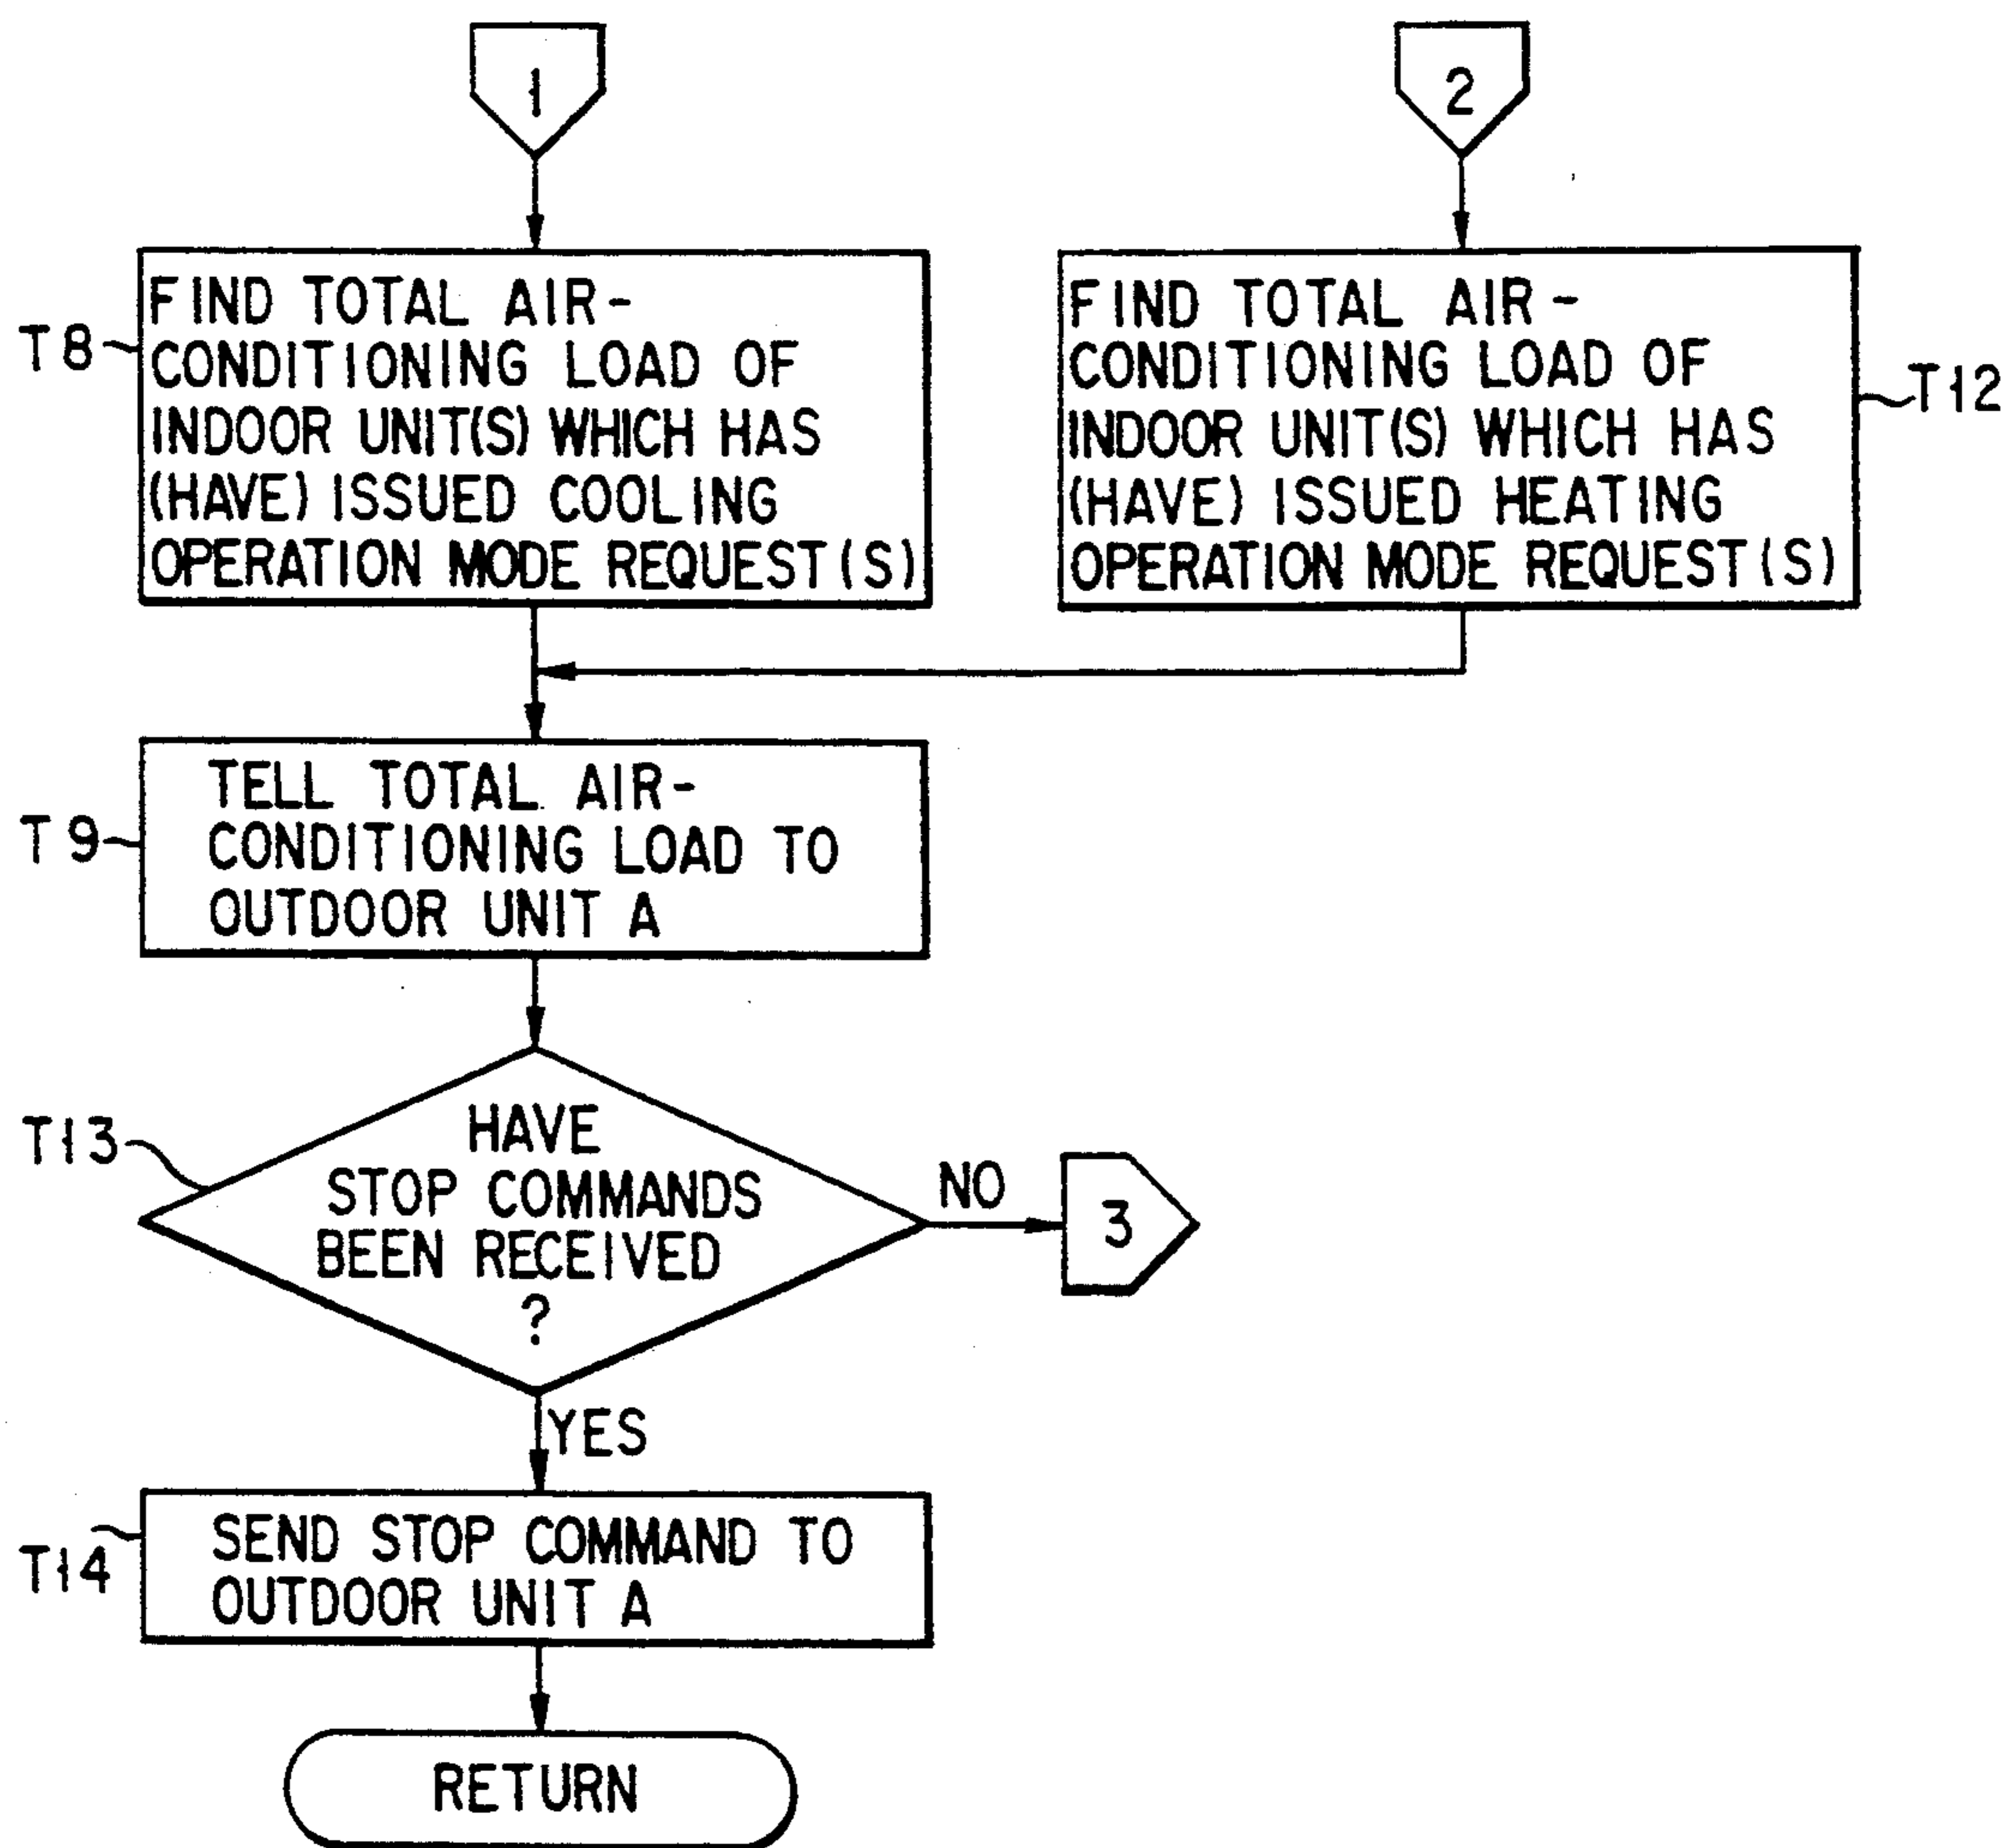 1
2
T8
FIND TOTAL AIR-
CONDITIONING LOAD OF
INDOOR UNIT(S) WHICH HAS
(HAVE) ISSUED COOLING
OPERATION MODE REQUEST(S)
FIND TOTAL AIR-
CONDITIONING LOAD OF
INDOOR UNIT(S) WHICH HAS
(HAVE) ISSUED HEATING
OPERATION MODE REQUEST(S)
T12
T9
TELL TOTAL AIR-
CONDITIONING LOAD TO
OUTDOOR UNIT A
T13
HAVE
STOP COMMANDS
BEEN RECEIVED
?
NO
3
YES
T14
SEND STOP COMMAND TO
OUTDOOR UNIT A
RETURN